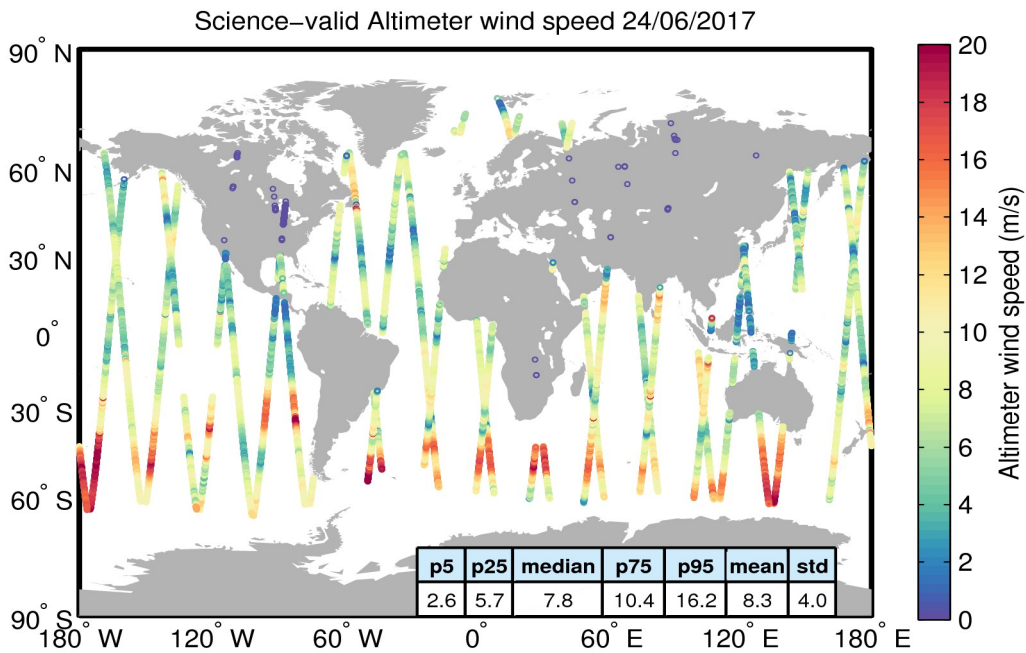 Science−valid Altimeter wind speed 24/06/2017
90° N
60° N
30° N
0°
30° S
60° S
90° S
180° W
120° W
60° W
0°
60° E
120° E
180° E
p5 p25 median p75 p95 mean std
2.6 5.7 7.8 10.4 16.2 8.3 4.0
20
18
16
14
12
10
8
6
4
2
0
Altimeter wind speed (m/s)